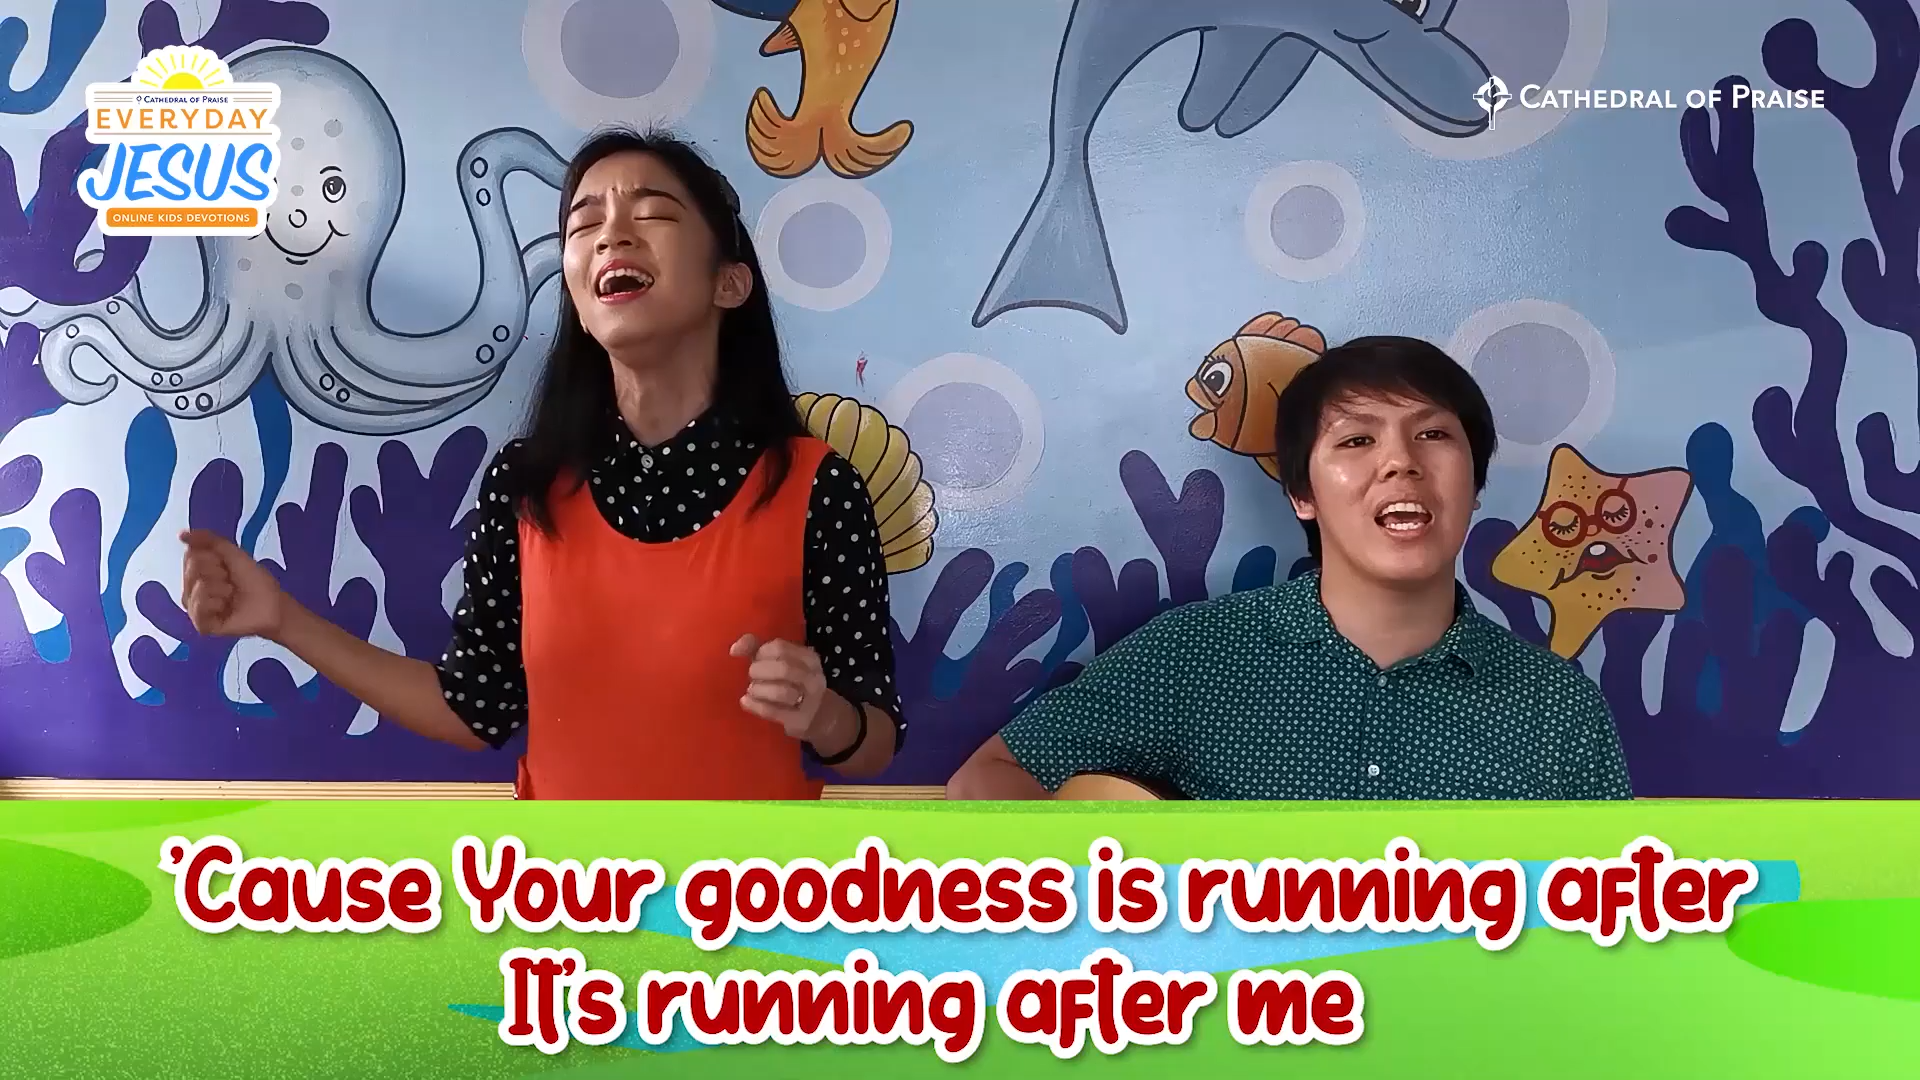 CATHEDRAL OF PRAISE
EVERYDAY
JESUS
ONLINE KIDS DEVOTIONS
CATHEDRAL OF PRAISE
'Cause Your goodness is running after
It's running after me